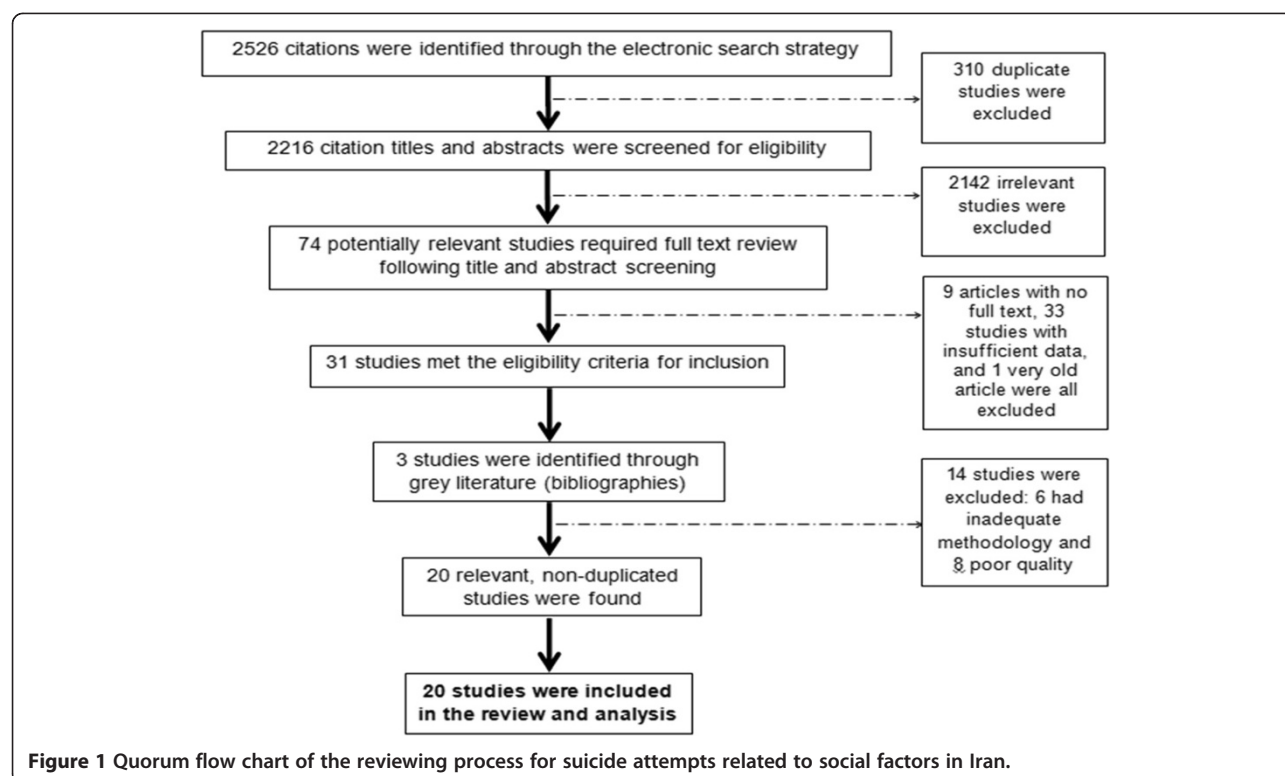 2526 citations were identified through the electronic search strategy
310 duplicate
studies were
excluded
2216 citation titles and abstracts were screened for eligibility
2142 irrelevant
studies were
excluded
74 potentially relevant studies required full text review
following title and abstract screening
9 articles with no
full text, 33
studies with
insufficient data,
and 1 very old
article were all
excluded
31 studies met the eligibility criteria for inclusion
3 studies were identified through
grey literature (bibliographies)
14 studies were
excluded: 6 had
inadequate
methodology and
8 poor quality
20 relevant, non-duplicated
studies were found
20 studies were included
in the review and analysis
Figure 1 Quorum flow chart of the reviewing process for suicide attempts related to social factors in Iran.